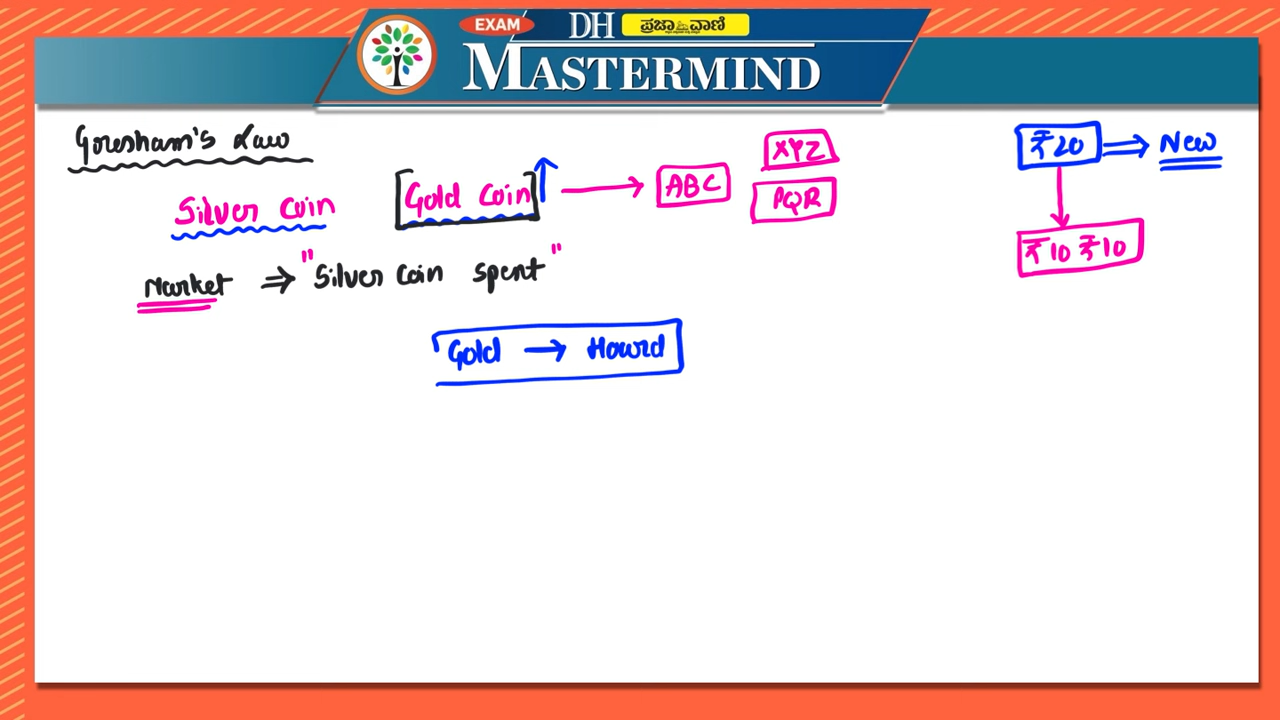 EXAM
DH ಪ್ರಜಾವಾಣಿ
MASTERMIND
Goresham's Law
Silver Coin [Gold Coin] → ABC
XYZ
PQR
Market ⇒ "Silver Coin spent"
Gold → Hoard
₹20 ⇒ New
₹10 ₹10